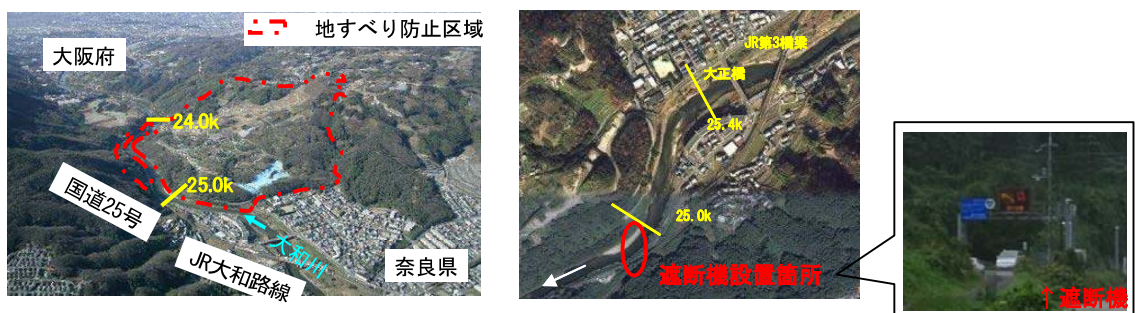 地すべり防止区域
大阪府
24.0k
25.0k
国道25号
大和川
JR大和路線
奈良県
JR第3橋梁
大正橋
25.4k
25.0k
遮断機設置箇所
↑遮断機